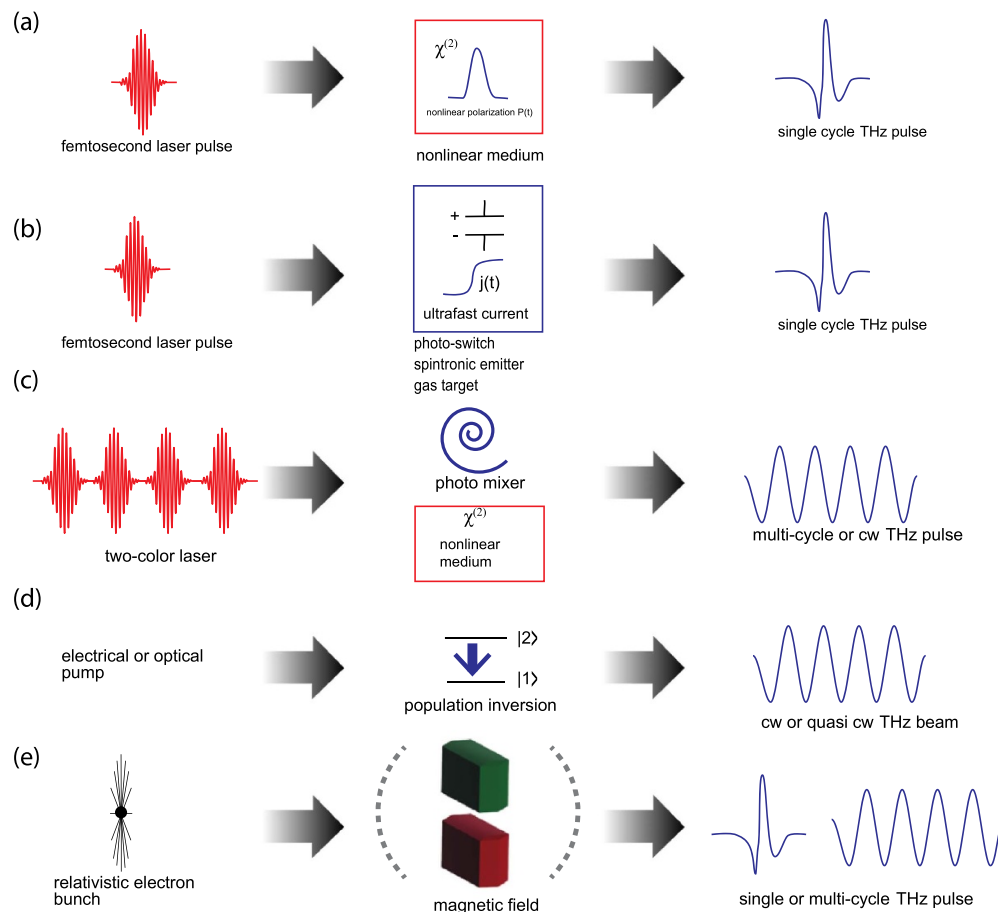 (a)
χ(2)
nonlinear polarization P(t)
femtosecond laser pulse
nonlinear medium
single cycle THz pulse
(b)
+
-
j(t)
ultrafast current
femtosecond laser pulse
single cycle THz pulse
photo-switch
spintronic emitter
gas target
(c)
photo mixer
χ(2)
nonlinear
medium
two-color laser
multi-cycle or cw THz pulse
(d)
electrical or optical
pump
|2⟩
|1⟩
population inversion
cw or quasi cw THz beam
(e)
relativistic electron
bunch
magnetic field
single or multi-cycle THz pulse